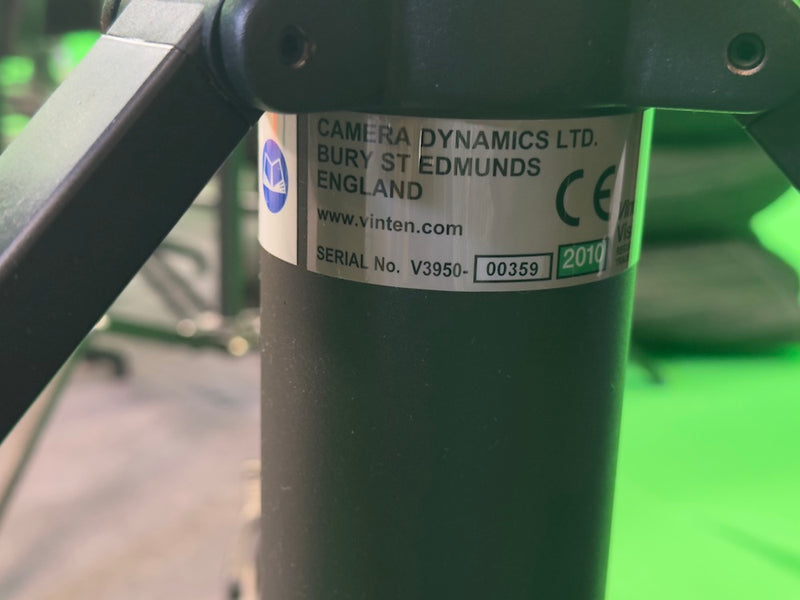 CAMERA DYNAMICS LTD.
BURY ST EDMUNDS
ENGLAND
www.vinten.com
CE
SERIAL No. V3950- 00359 2010